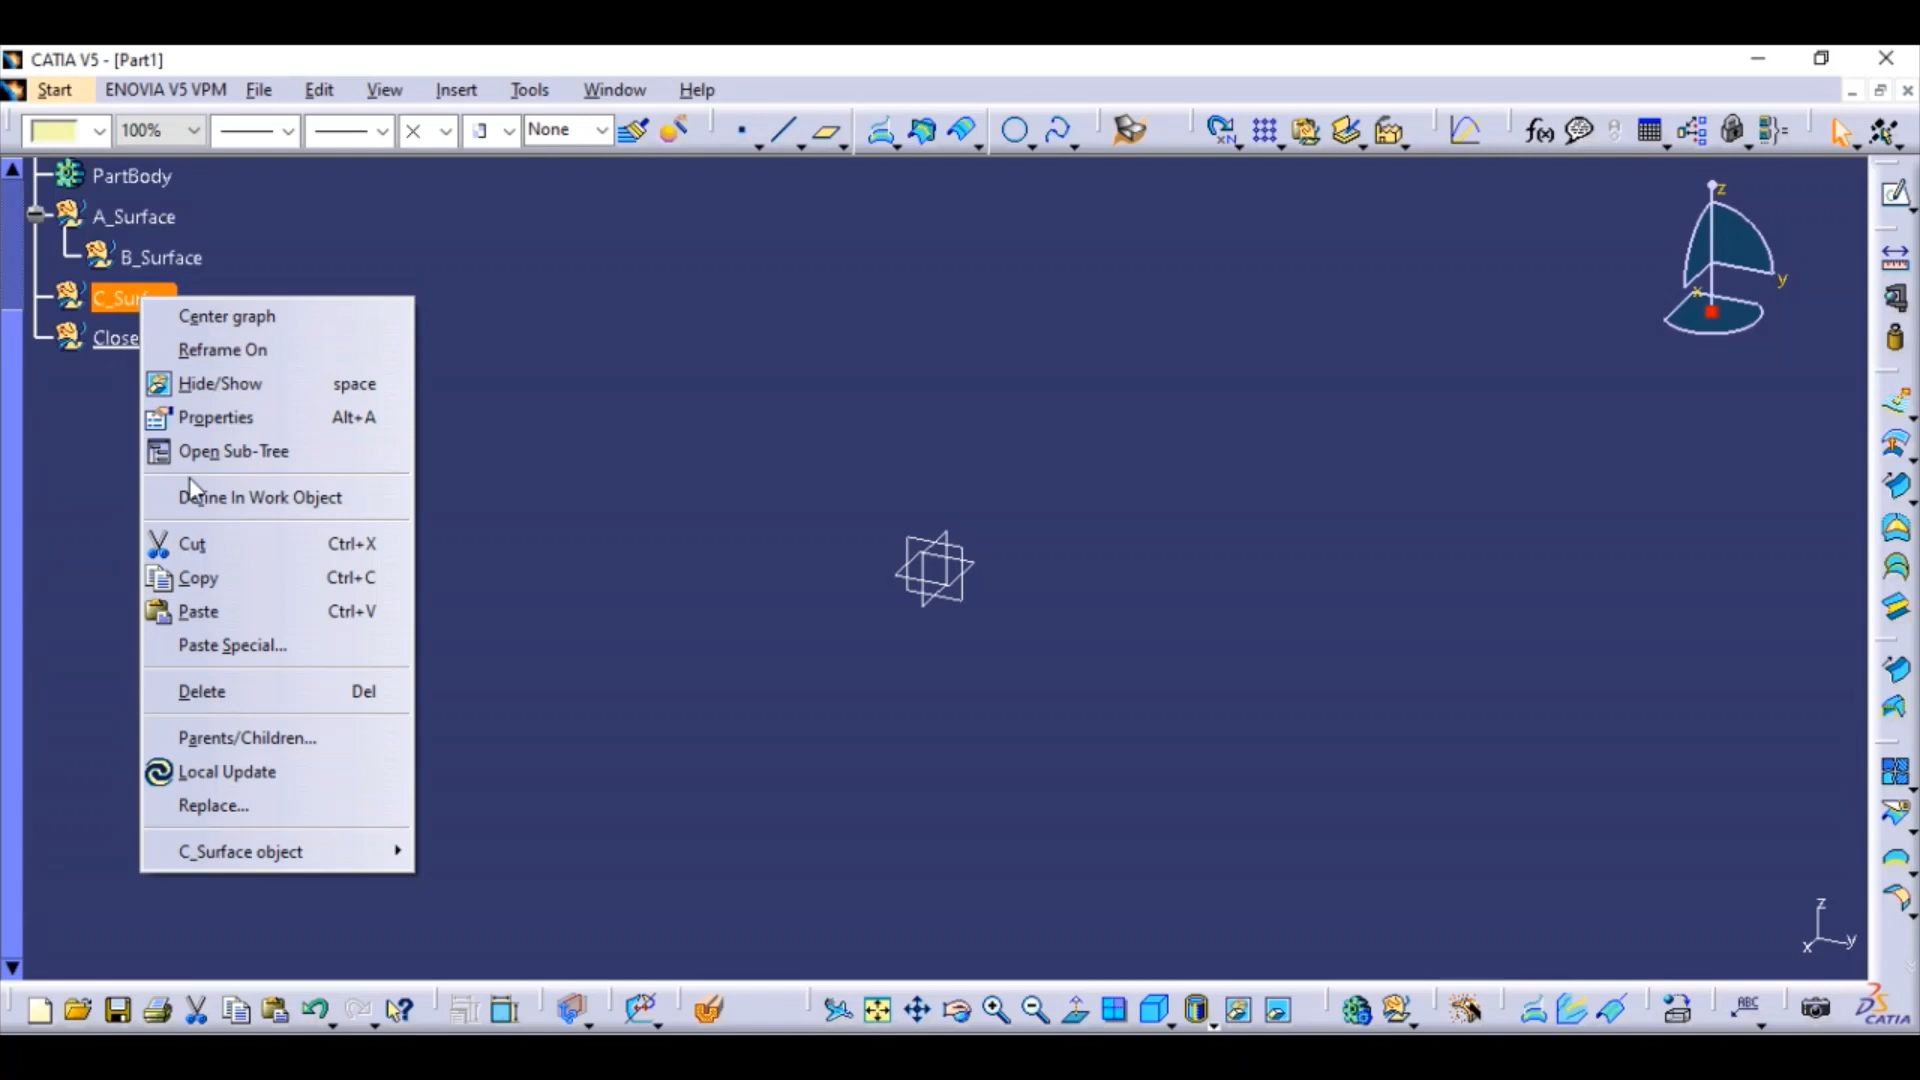 CATIA V5 - [Part1]
Start ENOVIA V5 VPM File Edit View Insert Tools Window Help
100% None f(x)
PartBody
A_Surface
B_Surface
C_Sur
Close
Center graph
Reframe On
Hide/Show space
Properties Alt+A
Open Sub-Tree
Define In Work Object
Cut Ctrl+X
Copy Ctrl+C
Paste Ctrl+V
Paste Special...
Delete Del
Parents/Children...
Local Update
Replace...
C_Surface object
z
y
x
z
x y
ABC
CATIA